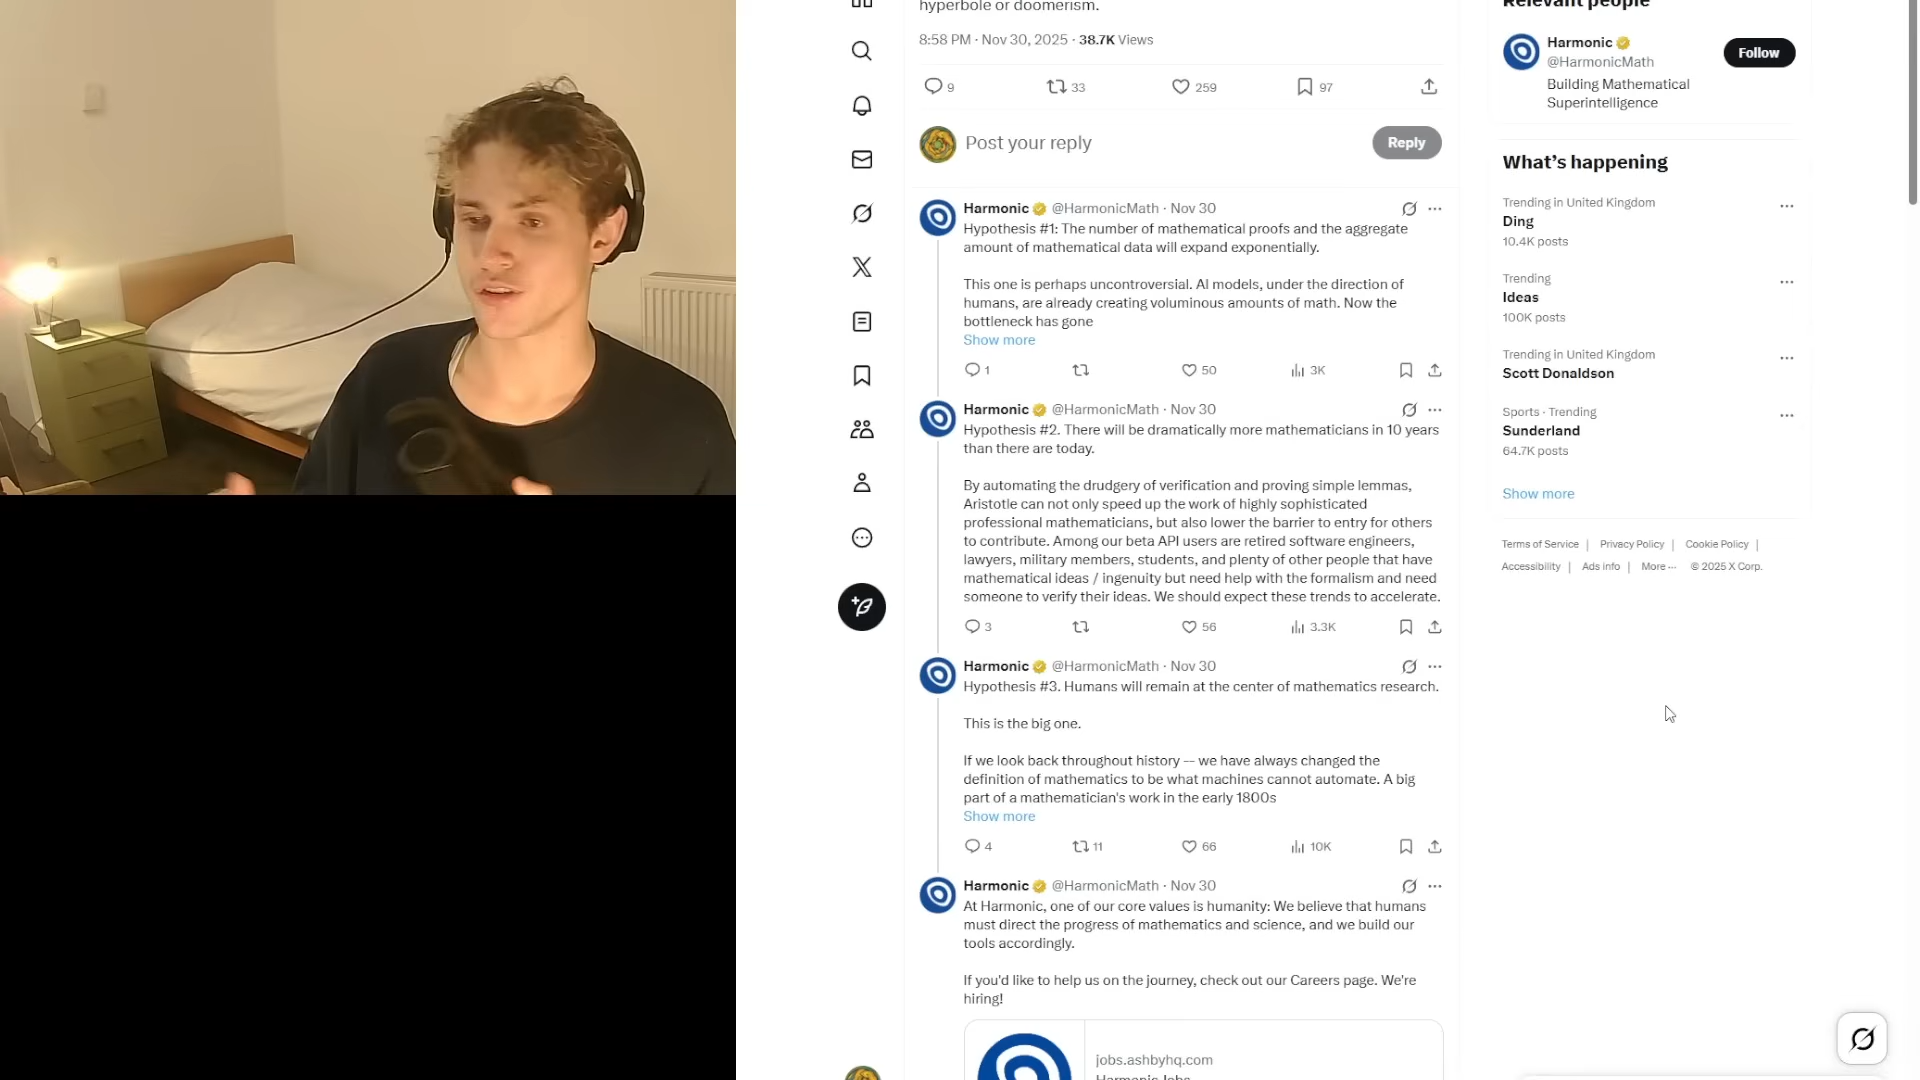 hyperbole or doomerism.
8:58 PM · Nov 30, 2025 · 38.7K Views
9
33
259
97
Post your reply
Reply
Harmonic @HarmonicMath · Nov 30
Hypothesis #1: The number of mathematical proofs and the aggregate
amount of mathematical data will expand exponentially.
This one is perhaps uncontroversial. AI models, under the direction of
humans, are already creating voluminous amounts of math. Now the
bottleneck has gone
Show more
1
50
3K
Harmonic @HarmonicMath · Nov 30
Hypothesis #2. There will be dramatically more mathematicians in 10 years
than there are today.
By automating the drudgery of verification and proving simple lemmas,
Aristotle can not only speed up the work of highly sophisticated
professional mathematicians, but also lower the barrier to entry for others
to contribute. Among our beta API users are retired software engineers,
lawyers, military members, students, and plenty of other people that have
mathematical ideas / ingenuity but need help with the formalism and need
someone to verify their ideas. We should expect these trends to accelerate.
3
56
3.3K
Harmonic @HarmonicMath · Nov 30
Hypothesis #3. Humans will remain at the center of mathematics research.
This is the big one.
If we look back throughout history -- we have always changed the
definition of mathematics to be what machines cannot automate. A big
part of a mathematician's work in the early 1800s
Show more
4
11
66
10K
Harmonic @HarmonicMath · Nov 30
At Harmonic, one of our core values is humanity: We believe that humans
must direct the progress of mathematics and science, and we build our
tools accordingly.
If you'd like to help us on the journey, check out our Careers page. We're
hiring!
jobs.ashbyhq.com
Harmonic Jobs
Relevant people
Harmonic
@HarmonicMath
Follow
Building Mathematical
Superintelligence
What's happening
Trending in United Kingdom
Ding
10.4K posts
Trending
Ideas
100K posts
Trending in United Kingdom
Scott Donaldson
Sports · Trending
Sunderland
64.7K posts
Show more
Terms of Service | Privacy Policy | Cookie Policy |
Accessibility | Ads info | More ··· © 2025 X Corp.